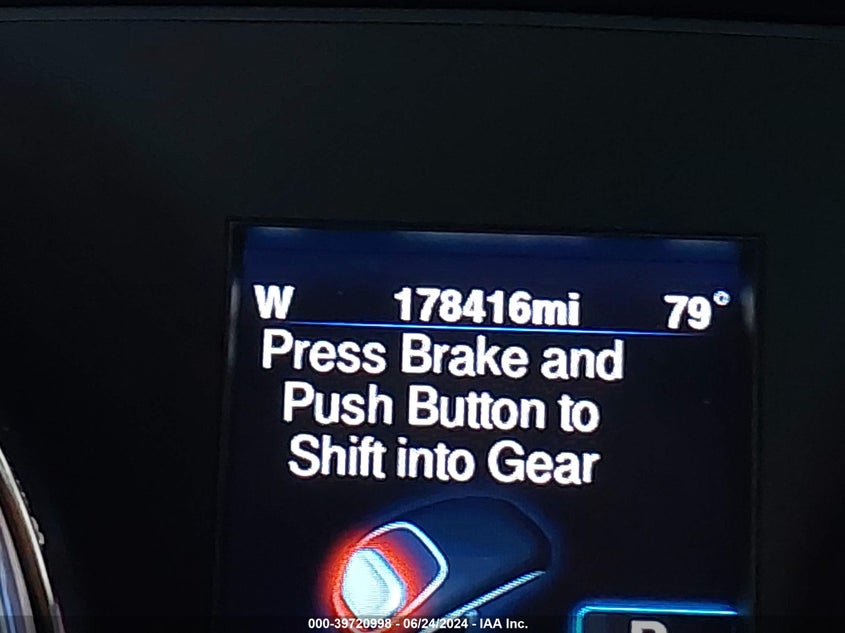 W 178416mi 79°
Press Brake and
Push Button to
Shift into Gear
000-39720998 - 06/24/2024 - IAA Inc.